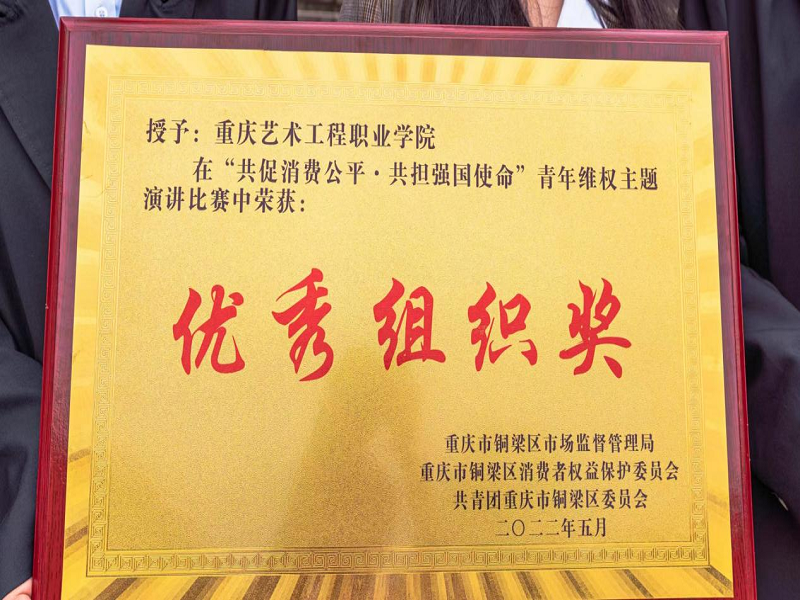 授予：重庆艺术工程职业学院
在“共促消费公平·共担强国使命”青年维权主题
演讲比赛中荣获：
优秀组织奖
重庆市铜梁区市场监督管理局
重庆市铜梁区消费者权益保护委员会
共青团重庆市铜梁区委员会
二〇二二年五月